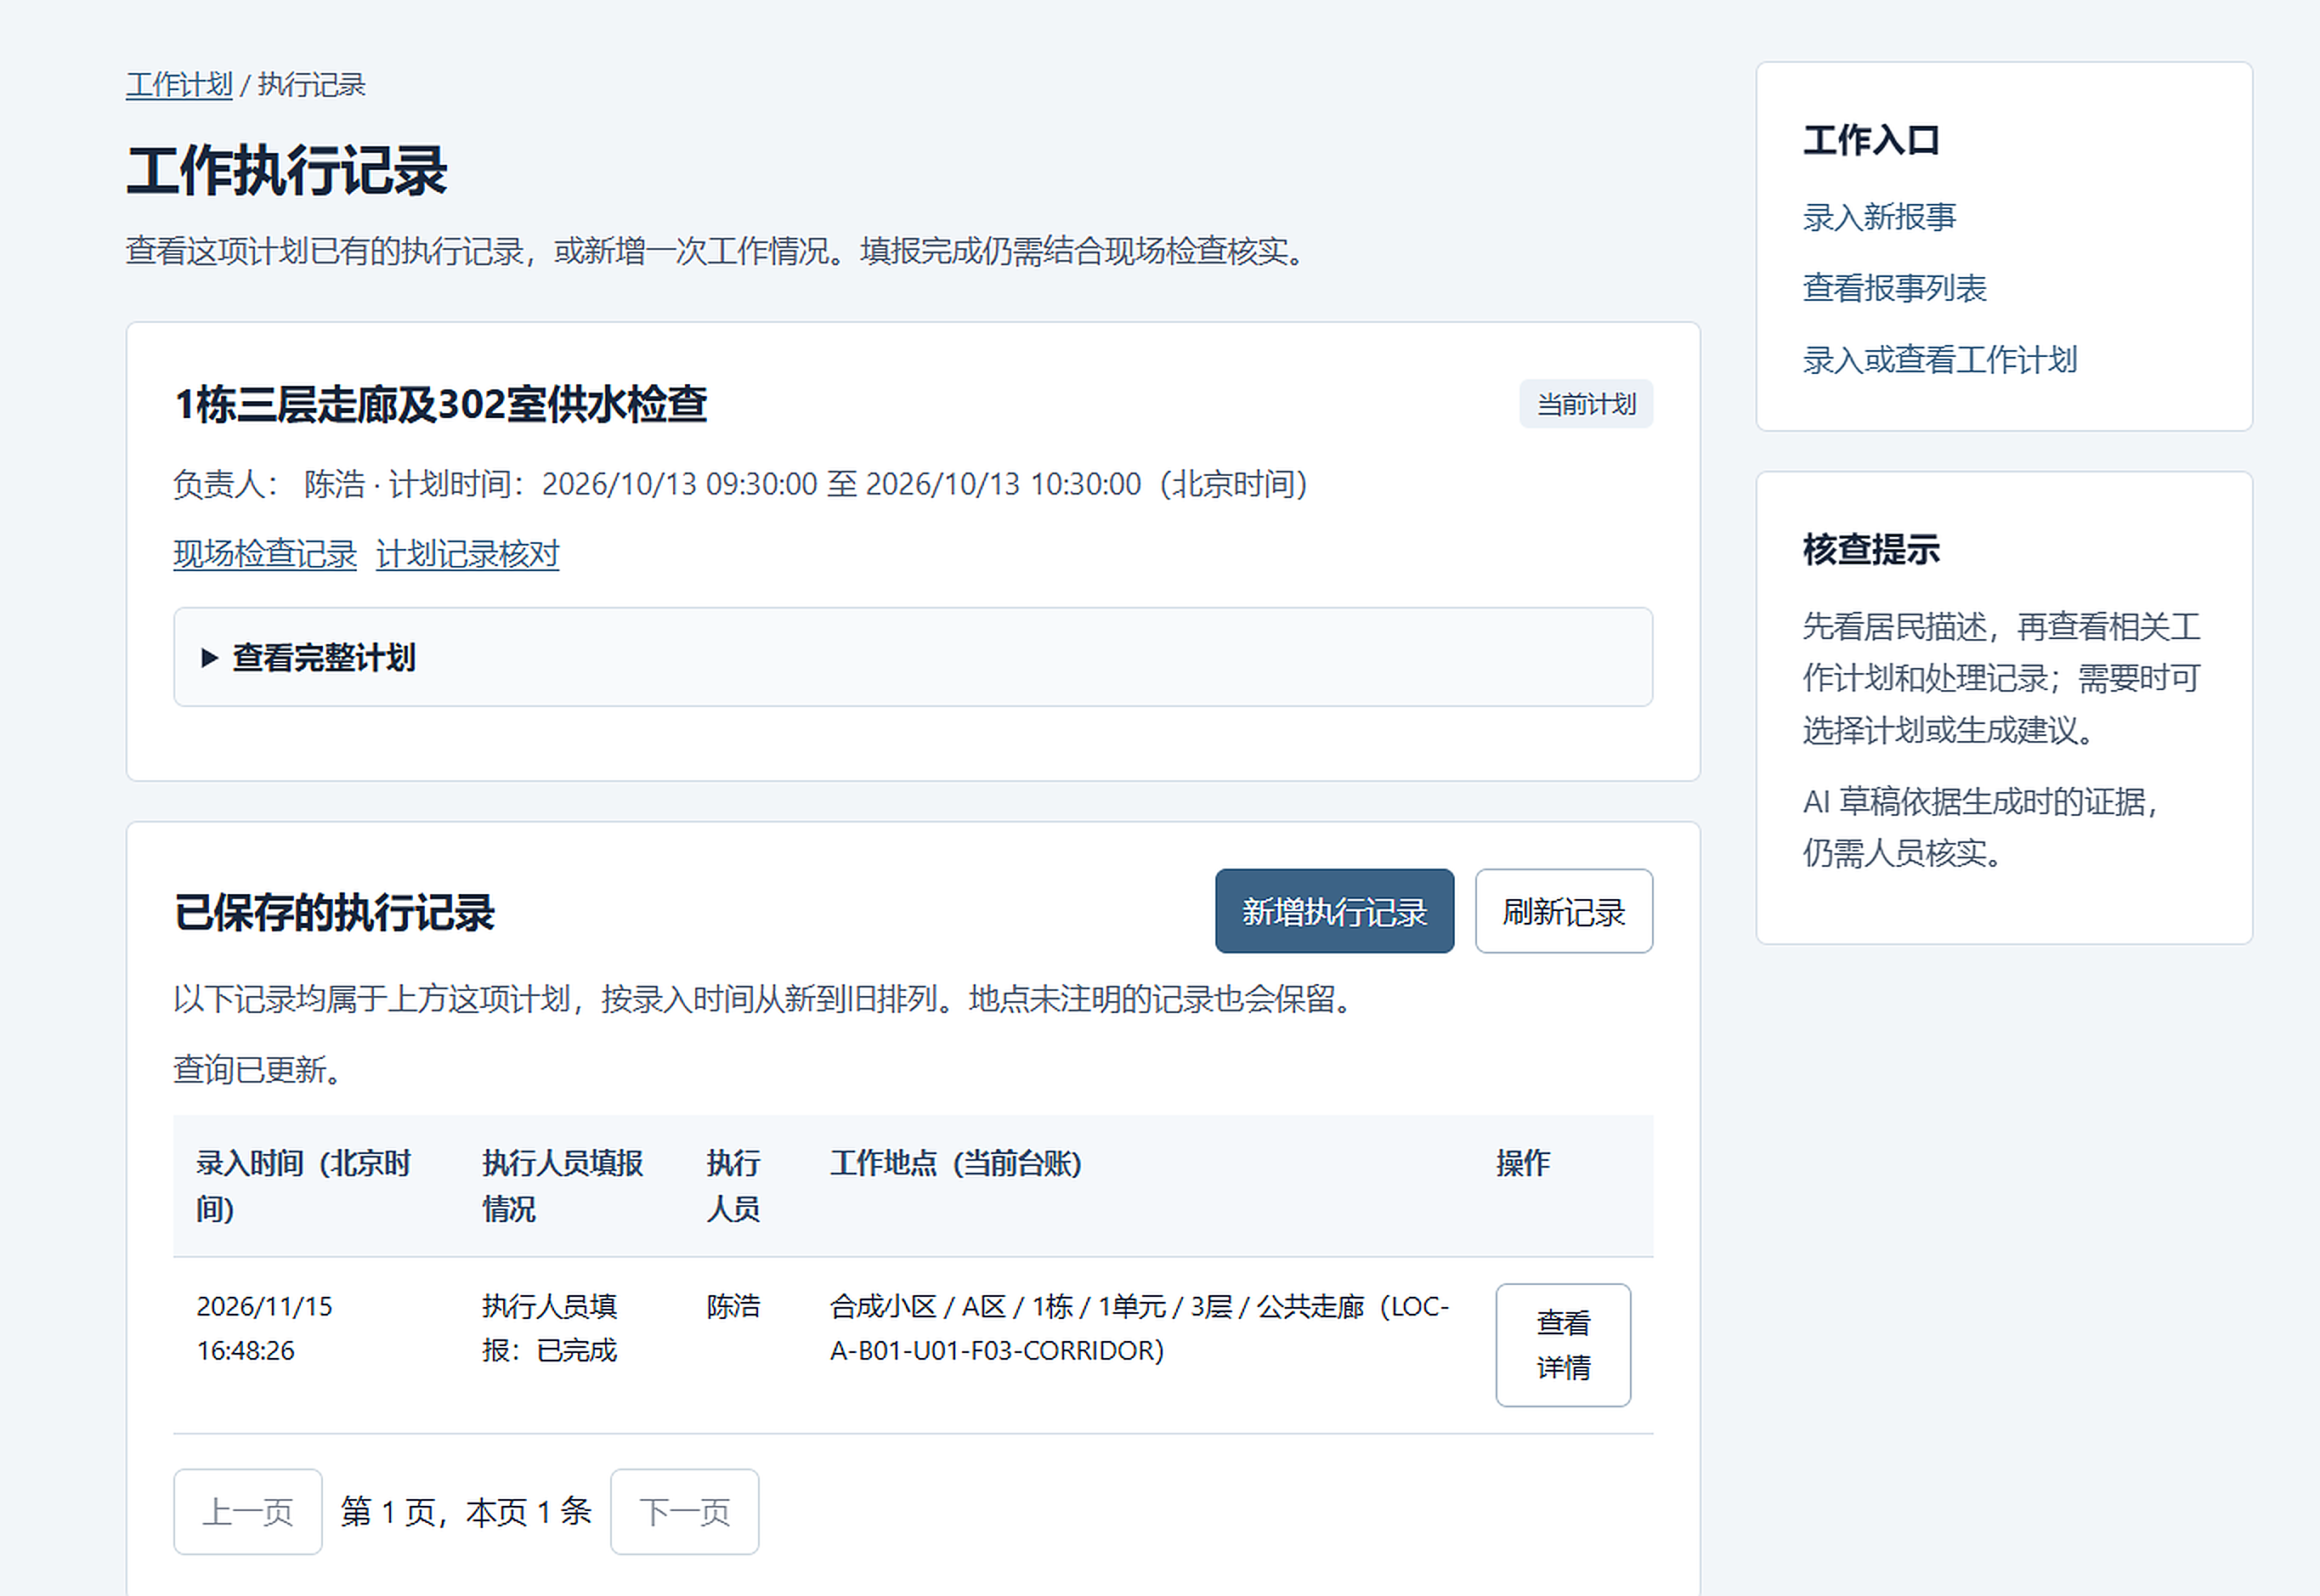 工作计划 / 执行记录
工作执行记录
查看这项计划已有的执行记录，或新增一次工作情况。填报完成仍需结合现场检查核实。
1栋三层走廊及302室供水检查
当前计划
负责人： 陈浩 · 计划时间：2026/10/13 09:30:00 至 2026/10/13 10:30:00（北京时间）
现场检查记录 计划记录核对
▶ 查看完整计划
已保存的执行记录
新增执行记录
刷新记录
以下记录均属于上方这项计划，按录入时间从新到旧排列。地点未注明的记录也会保留。
查询已更新。
录入时间（北京时
间）
执行人员填报
情况
执行
人员
工作地点（当前台账）
操作
2026/11/15
16:48:26
执行人员填
报：已完成
陈浩
合成小区 / A区 / 1栋 / 1单元 / 3层 / 公共走廊（LOC-
A-B01-U01-F03-CORRIDOR)
查看
详情
上一页
第 1 页，本页 1 条
下一页
工作入口
录入新报事
查看报事列表
录入或查看工作计划
核查提示
先看居民描述，再查看相关工
作计划和处理记录；需要时可
选择计划或生成建议。
AI 草稿依据生成时的证据，
仍需人员核实。